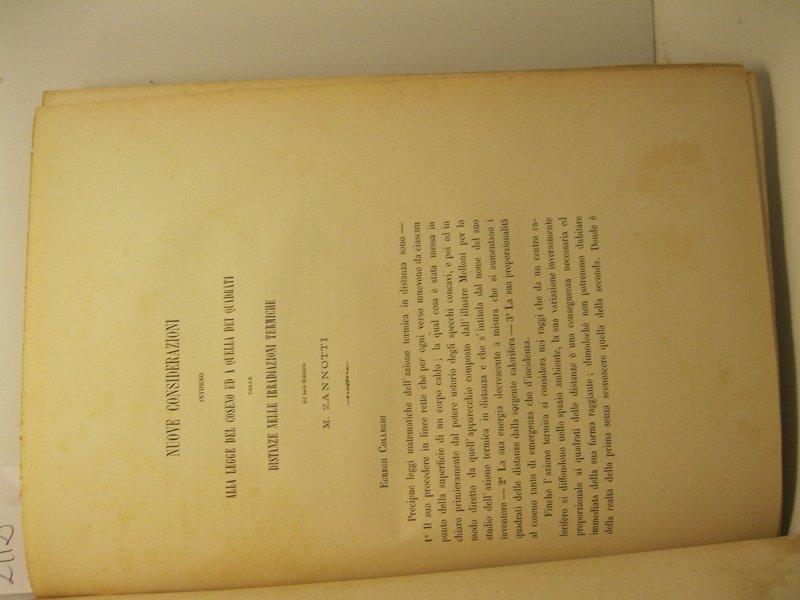 NUOVE CONSIDERAZIONI
INTORNO
ALLA LEGGE DEL COSENO ED A QUELLA DEI QUADRATI
DELLE
DISTANZE NELLE IRRADIAZIONI TERMICHE
del Socio Ordinario
M. ZANNOTTI
EGREGII COLLEGHI
Precipue leggi matematiche dell'azione termica in distanza sono —
1ª Il suo procedere in linee rette che per ogni verso muovono da ciascun
punto della superficie di un corpo caldo; la qual cosa è stata messa in
chiaro primieramente dal potere ustorio degli specchi concavi, e poi ed in
modo diretto da quell'apparecchio composto dall'illustre Melloni per lo
studio dell'azione termica in distanza e che s'intitola dal nome del suo
inventore — 2ª La sua energia decrescente a misura che si aumentano i
quadrati delle distanze dalla sorgente calorifera — 3ª La sua proporzionalità
al coseno tanto di emergenza che d'incidenza.
Finchè l'azione termica si considera nei raggi che da un centro ca-
lorifero si diffondono nello spazio ambiente, la sua variazione inversamente
proporzionale ai quadrati delle distanze è una conseguenza necessaria ed
immediata della sua forma raggiante; dimodochè non potremmo dubitare
della realtà della prima senza sconoscere quella della seconda. Donde è